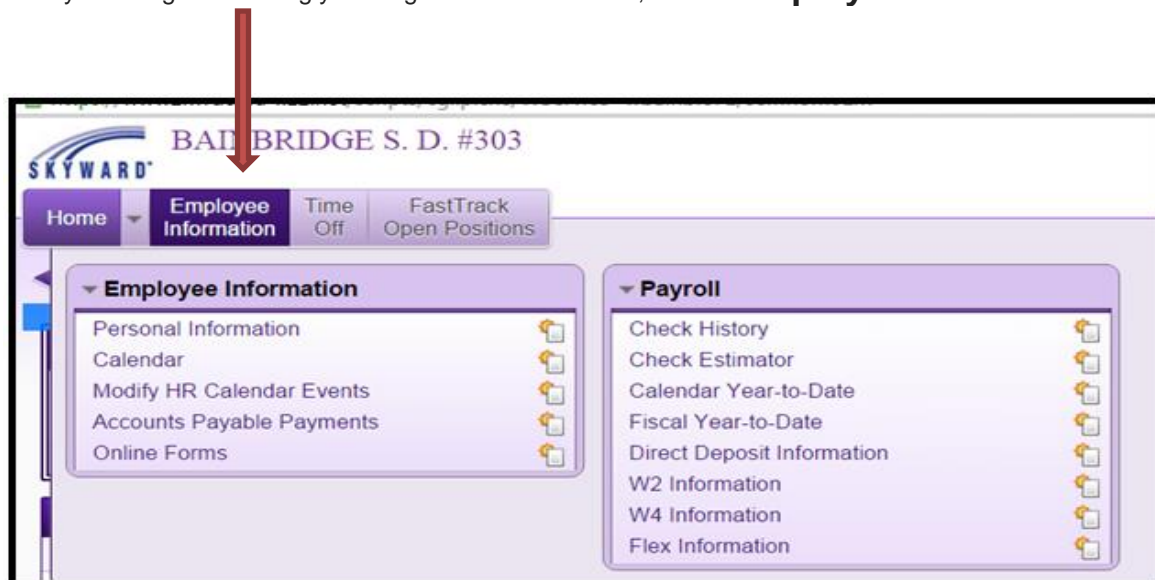 BAINBRIDGE S. D. #303
SKYWARD
Home
Employee Information
Time Off
FastTrack Open Positions
Employee Information
Personal Information
Calendar
Modify HR Calendar Events
Accounts Payable Payments
Online Forms
Payroll
Check History
Check Estimator
Calendar Year-to-Date
Fiscal Year-to-Date
Direct Deposit Information
W2 Information
W4 Information
Flex Information